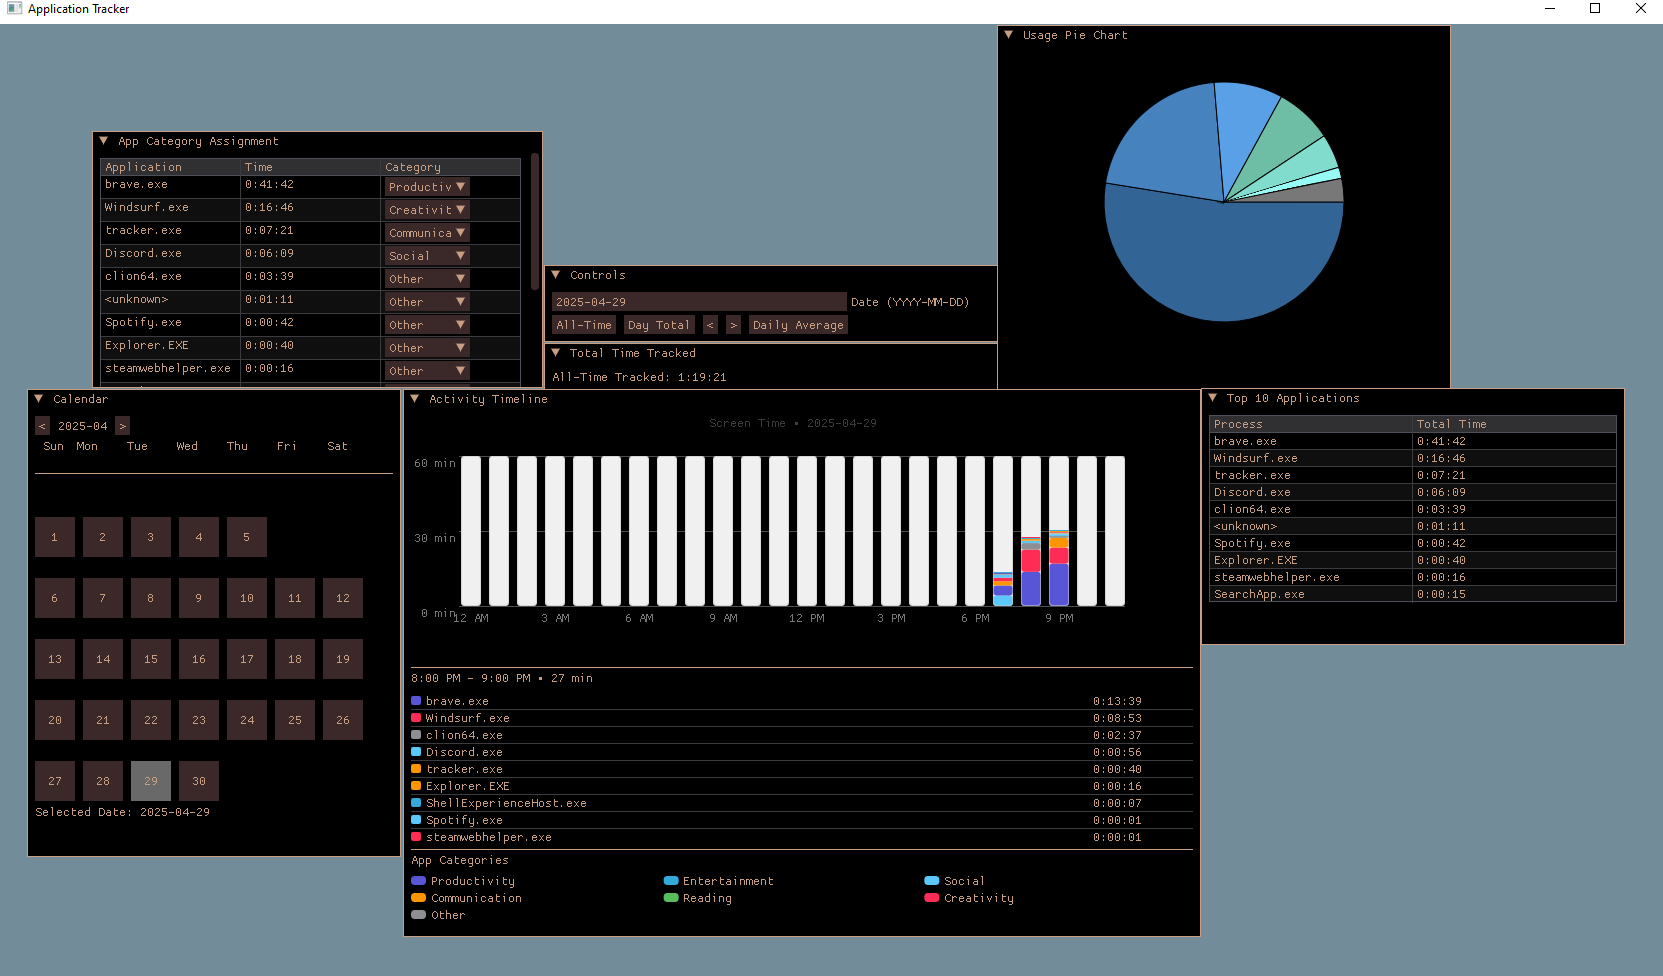 Application Tracker
Usage Pie Chart
App Category Assignment
Application Time Category
brave.exe 0:41:42 Productiv
Windsurf.exe 0:16:46 Creativit
tracker.exe 0:07:21 Communica
Discord.exe 0:06:09 Social
clion64.exe 0:03:39 Other
<unknown> 0:01:11 Other
Spotify.exe 0:00:42 Other
Explorer.EXE 0:00:40 Other
steamwebhelper.exe 0:00:16 Other
Controls
2025-04-29 Date (YYYY-MM-DD)
All-Time Day Total < > Daily Average
Total Time Tracked
All-Time Tracked: 1:19:21
Calendar
< 2025-04 >
Sun Mon Tue Wed Thu Fri Sat
1 2 3 4 5
6 7 8 9 10 11 12
13 14 15 16 17 18 19
20 21 22 23 24 25 26
27 28 29 30
Selected Date: 2025-04-29
Activity Timeline
Screen Time • 2025-04-29
60 min
30 min
0 min
12 AM 3 AM 6 AM 9 AM 12 PM 3 PM 6 PM 9 PM
8:00 PM - 9:00 PM • 27 min
brave.exe 0:13:39
Windsurf.exe 0:08:53
clion64.exe 0:02:37
Discord.exe 0:00:56
tracker.exe 0:00:40
Explorer.EXE 0:00:16
ShellExperienceHost.exe 0:00:07
Spotify.exe 0:00:01
steamwebhelper.exe 0:00:01
App Categories
Productivity Entertainment Social
Communication Reading Creativity
Other
Top 10 Applications
Process Total Time
brave.exe 0:41:42
Windsurf.exe 0:16:46
tracker.exe 0:07:21
Discord.exe 0:06:09
clion64.exe 0:03:39
<unknown> 0:01:11
Spotify.exe 0:00:42
Explorer.EXE 0:00:40
steamwebhelper.exe 0:00:16
SearchApp.exe 0:00:15